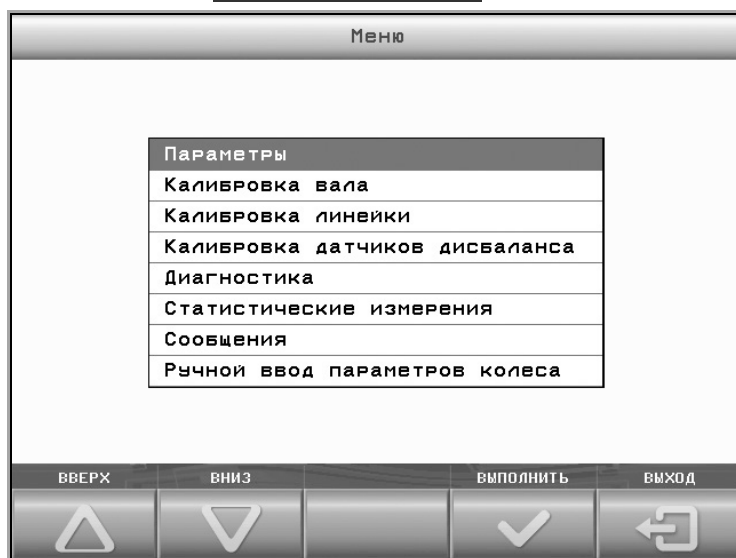 Меню
Параметры
Калибровка вала
Калибровка линейки
Калибровка датчиков дисбаланса
Диагностика
Статистические измерения
Сообщения
Ручной ввод параметров колеса
ВВЕРХ ВНИЗ ВЫПОЛНИТЬ ВЫХОД